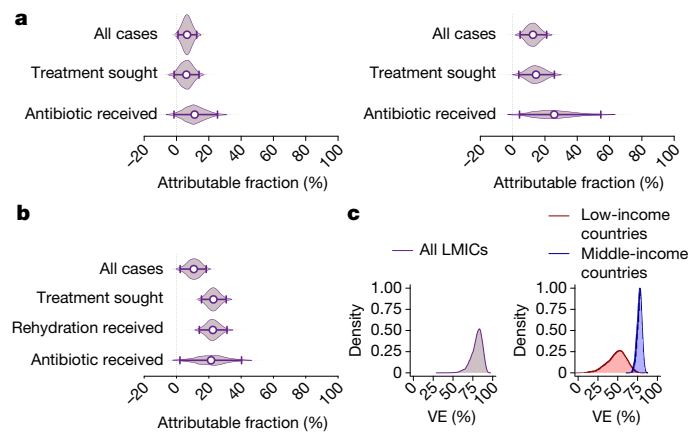 a
All cases
Treatment sought
Antibiotic received
−20 0 20 40 60 80 100
Attributable fraction (%)
All cases
Treatment sought
Antibiotic received
−20 0 20 40 60 80 100
Attributable fraction (%)
b
All cases
Treatment sought
Rehydration received
Antibiotic received
−20 0 20 40 60 80 100
Attributable fraction (%)
c
All LMICs
Density
1.00
0.75
0.50
0.25
0
0 25 50 75 100
VE (%)
Low-income
countries
Middle-income
countries
Density
1.00
0.75
0.50
0.25
0
0 25 50 75 100
VE (%)